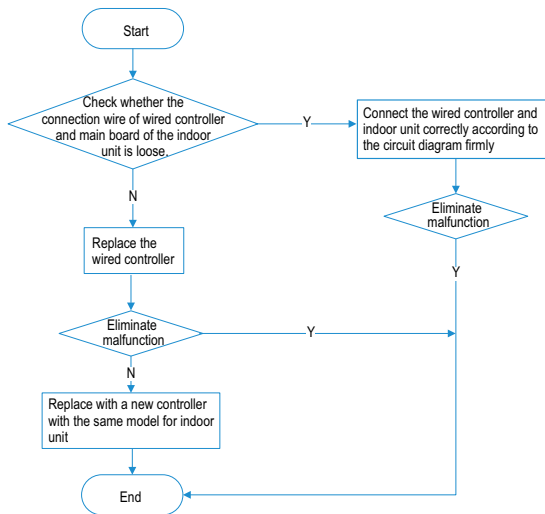 Start
Check whether the
connection wire of wired controller
and main board of the indoor
unit is loose.
Y
Connect the wired controller and
indoor unit correctly according to
the circuit diagram firmly
N
Eliminate
malfunction
Replace the
wired controller
Y
Eliminate
malfunction
Y
N
Replace with a new controller
with the same model for indoor
unit
End